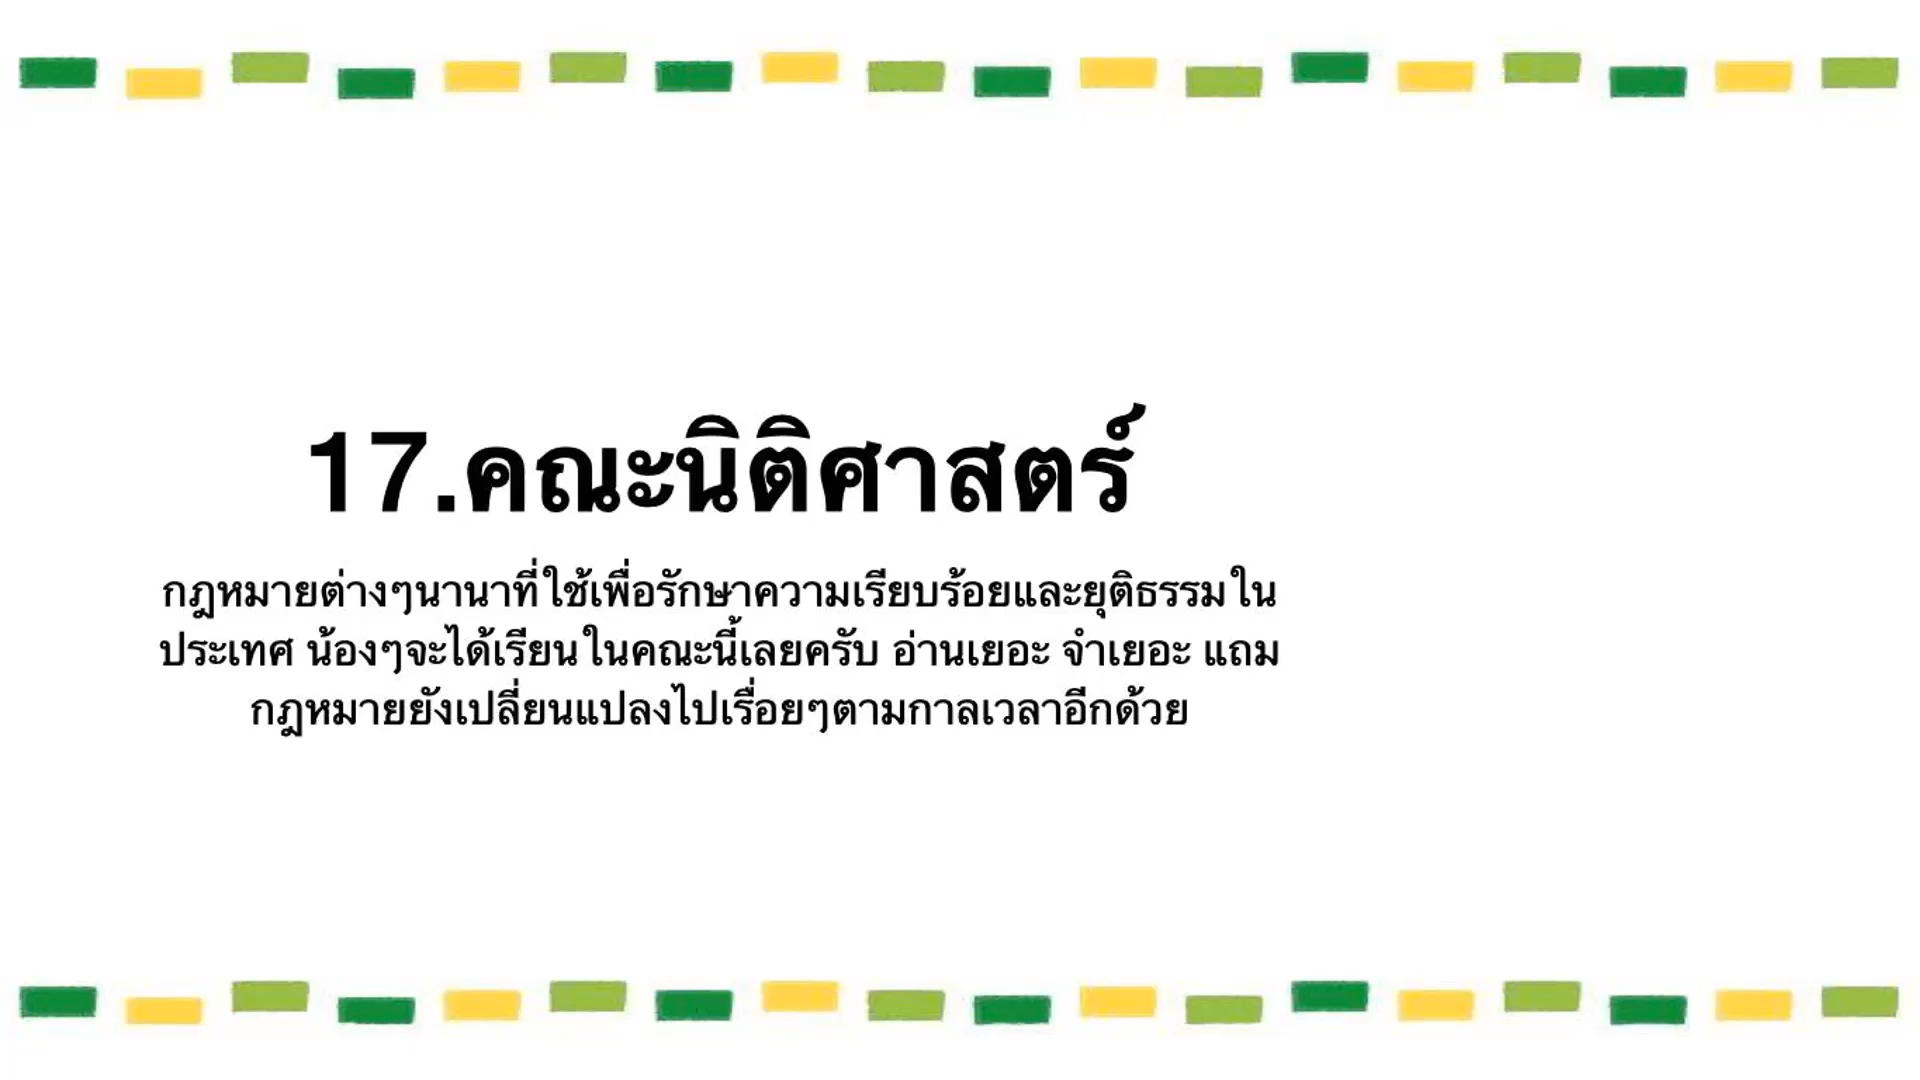 17.คณะนิติศาสตร์
กฎหมายต่างๆนานาที่ใช้เพื่อรักษาความเรียบร้อยและยุติธรรมใน
ประเทศ น้องๆจะได้เรียนในคณะนี้เลยครับ อ่านเยอะ จำเยอะ แถม
กฎหมายยังเปลี่ยนแปลงไปเรื่อยๆตามกาลเวลาอีกด้วย